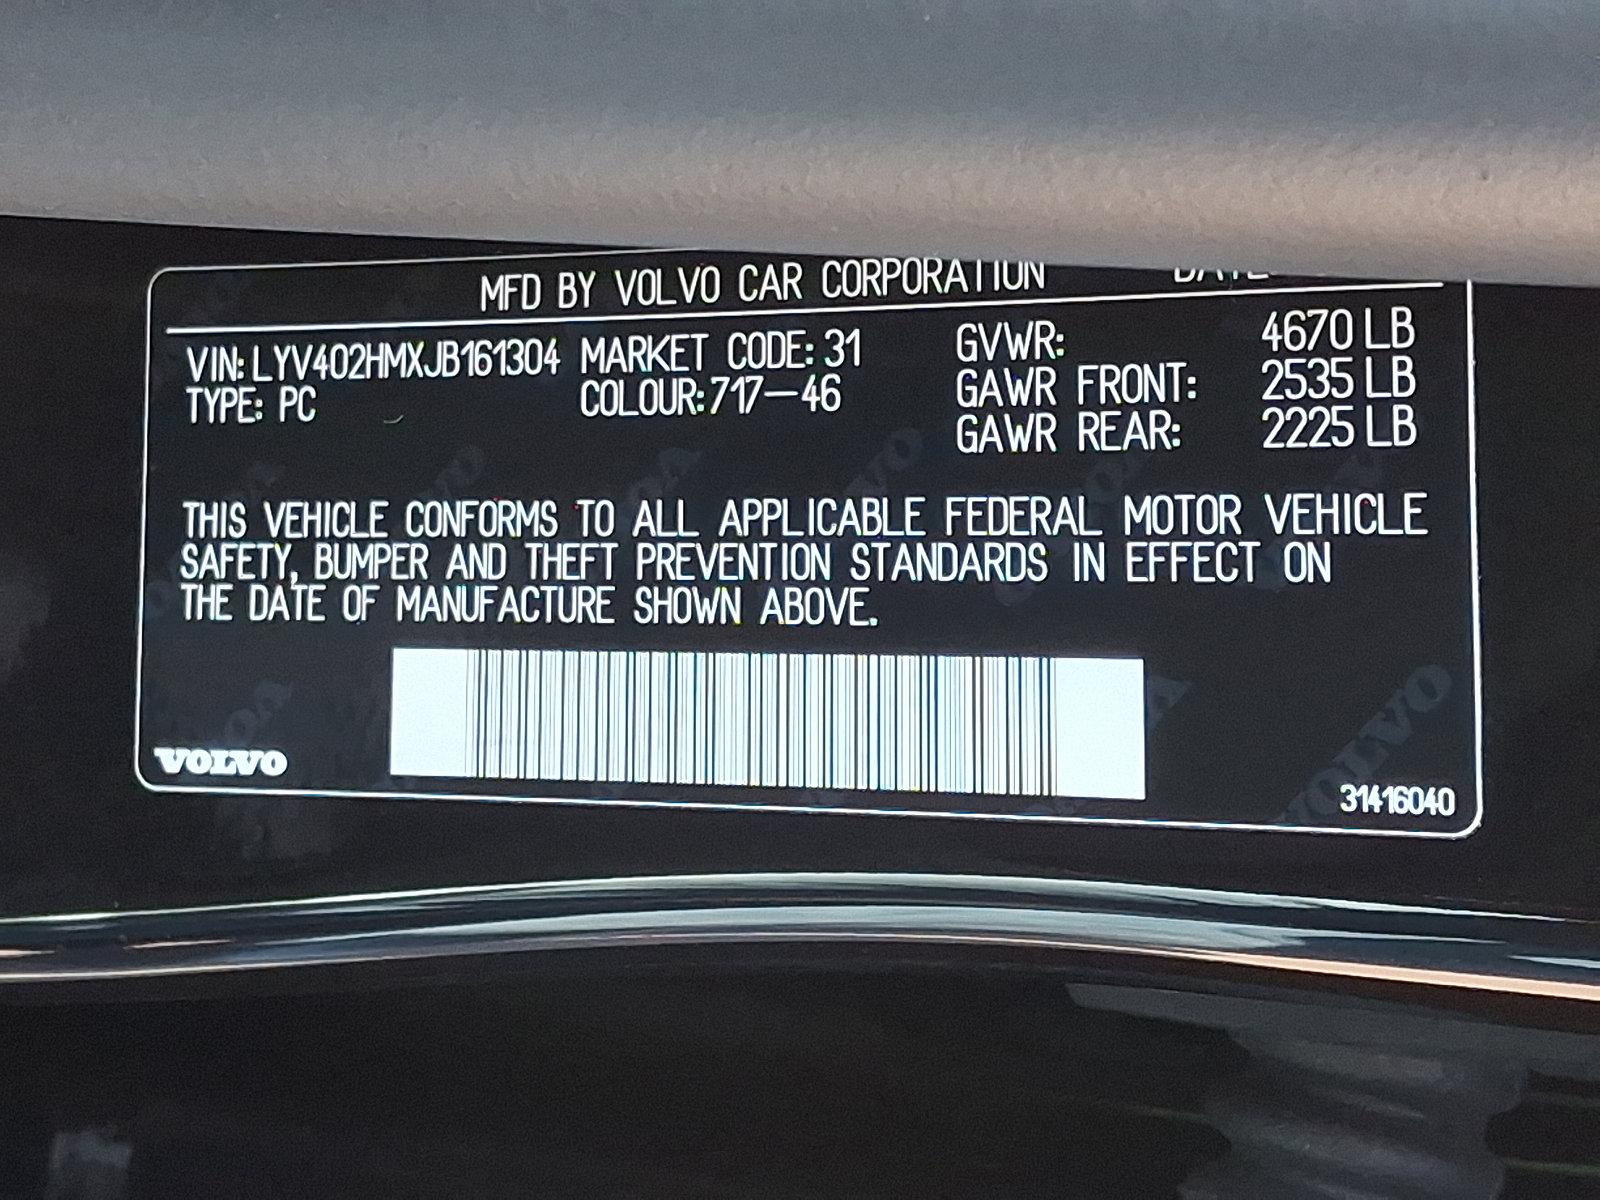 MFD BY VOLVO CAR CORPORATION DATE
VIN: LYV402HMXJB161304 MARKET CODE: 31 GVWR: 4670 LB
TYPE: PC COLOUR: 717-46 GAWR FRONT: 2535 LB
GAWR REAR: 2225 LB
THIS VEHICLE CONFORMS TO ALL APPLICABLE FEDERAL MOTOR VEHICLE
SAFETY, BUMPER AND THEFT PREVENTION STANDARDS IN EFFECT ON
THE DATE OF MANUFACTURE SHOWN ABOVE.
VOLVO
31416040